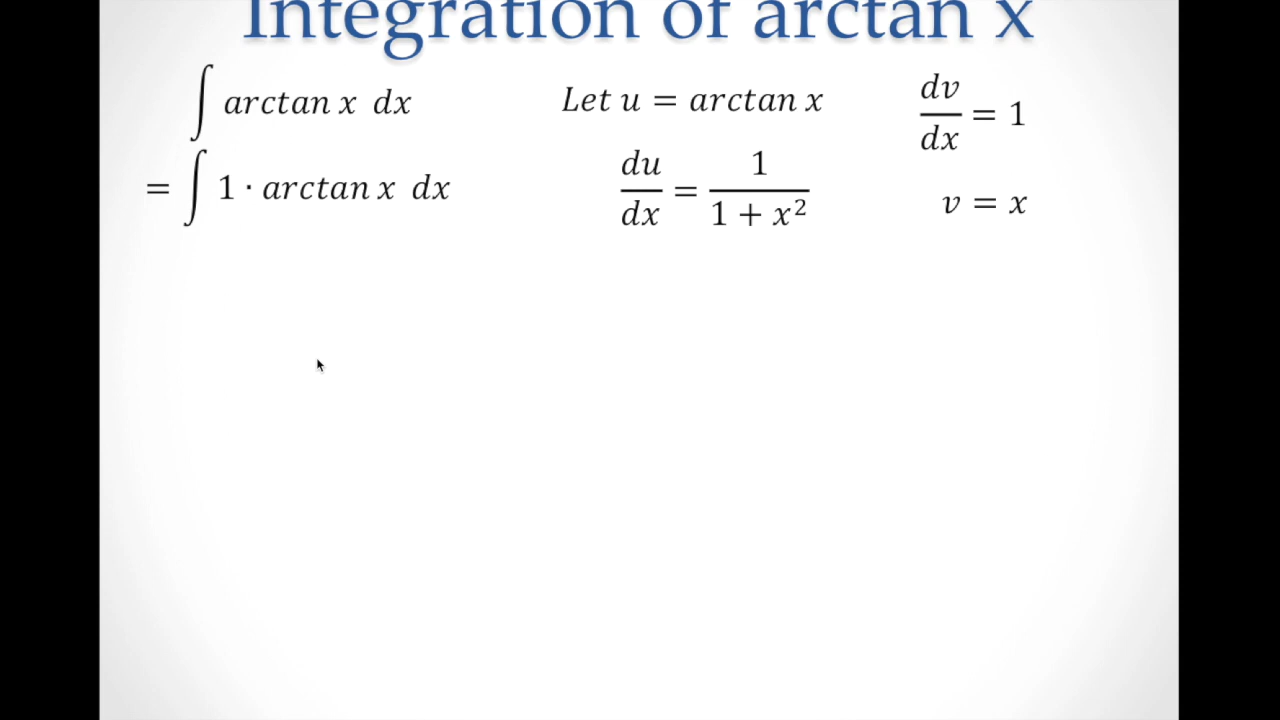 Integration of arctan x
∫ arctan x dx
= ∫ 1 · arctan x dx
Let u = arctan x
du/dx = 1/(1 + x²)
dv/dx = 1
v = x